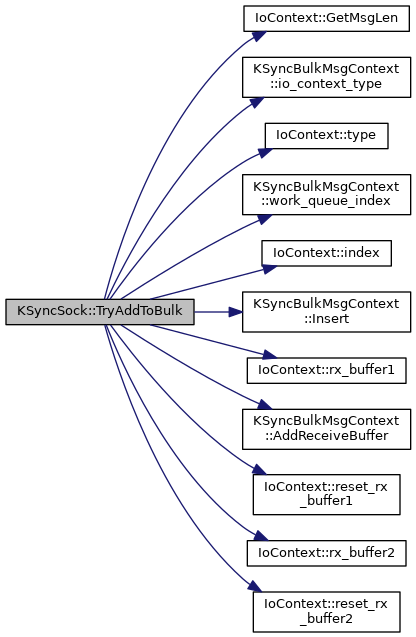 IoContext::GetMsgLen
KSyncBulkMsgContext
::io_context_type
IoContext::type
KSyncBulkMsgContext
::work_queue_index
IoContext::index
KSyncSock::TryAddToBulk
KSyncBulkMsgContext
::Insert
IoContext::rx_buffer1
KSyncBulkMsgContext
::AddReceiveBuffer
IoContext::reset_rx
_buffer1
IoContext::rx_buffer2
IoContext::reset_rx
_buffer2